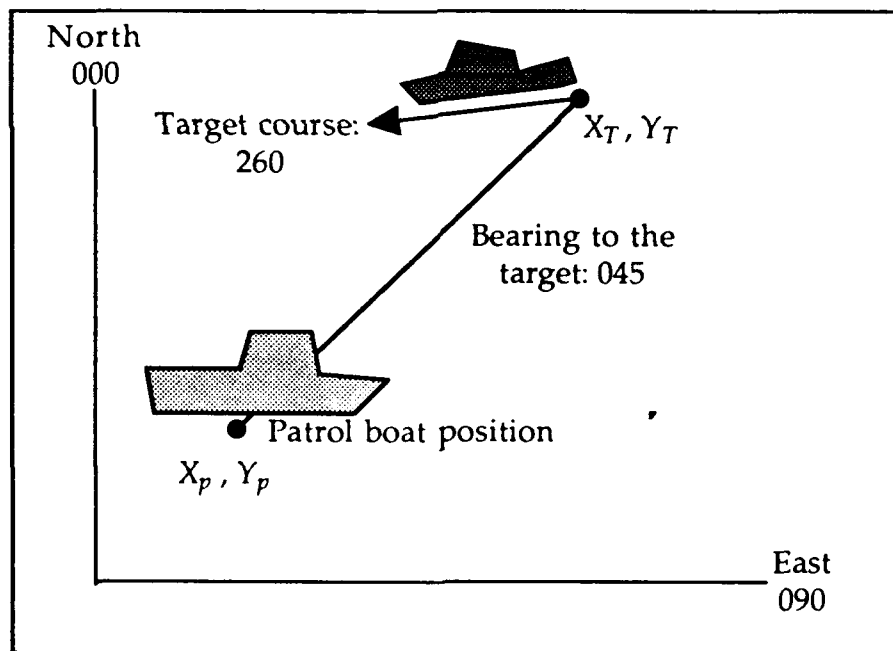 North
000
Target course:
260
X_T , Y_T
Bearing to the
target: 045
Patrol boat position
X_p , Y_p
East
090